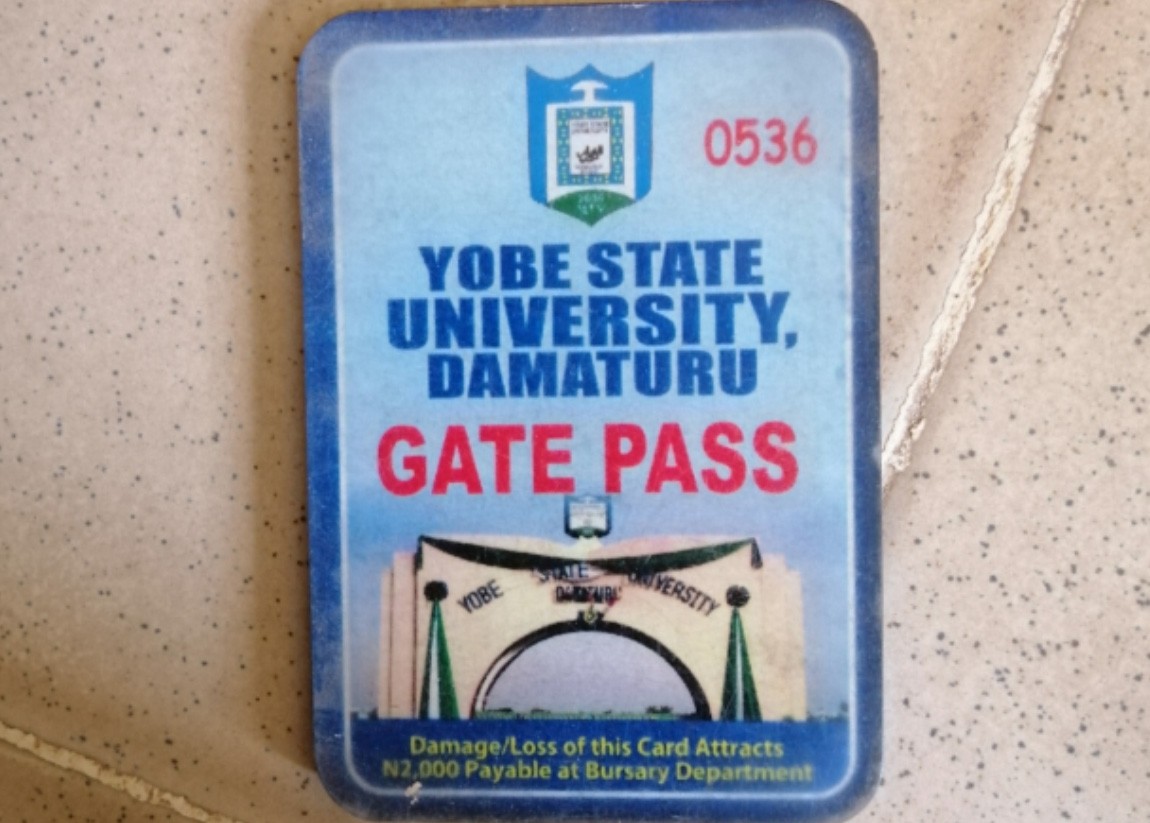 0536
YOBE STATE
UNIVERSITY,
DAMATURU
GATE PASS
YOBE STATE UNIVERSITY
DAMATURU
Damage/Loss of this Card Attracts
N2,000 Payable at Bursary Department